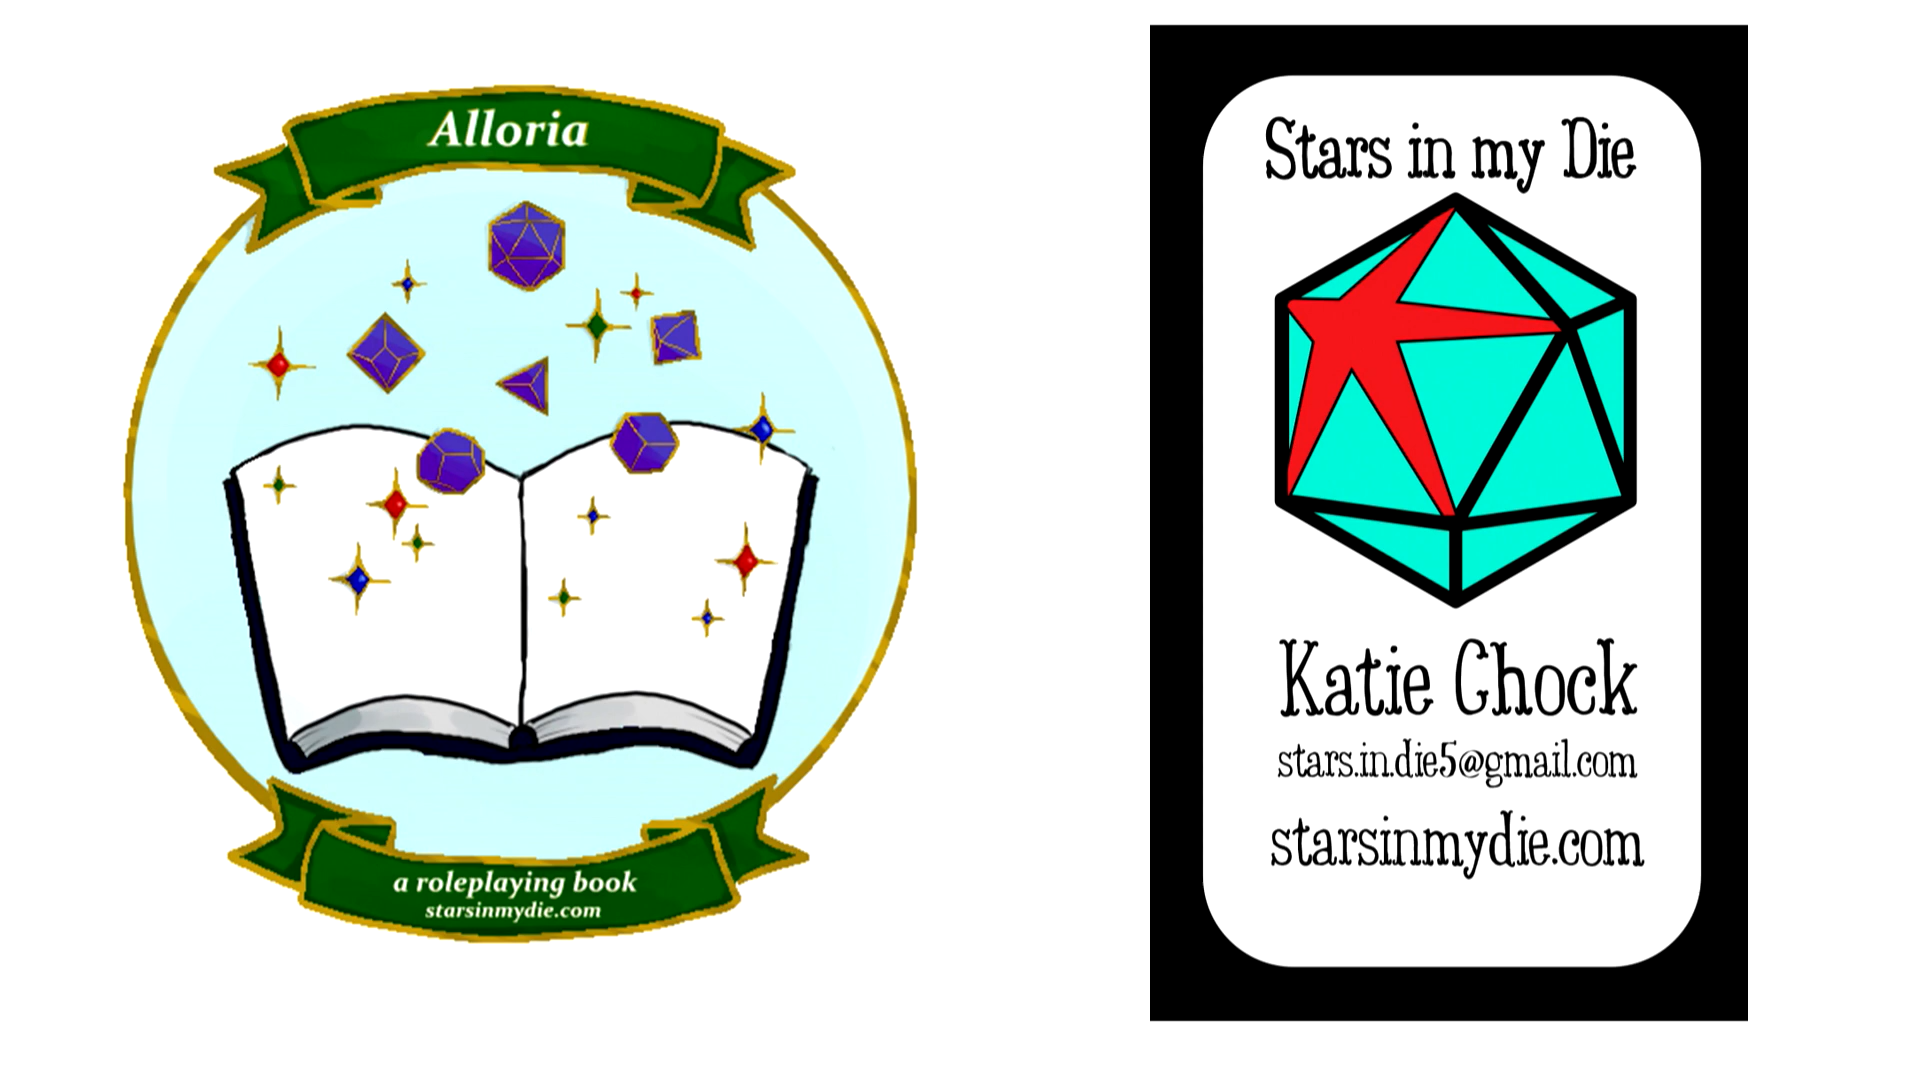 Alloria
a roleplaying book
starsinmydie.com
Stars in my Die
Katie Chock
stars.in.die5@gmail.com
starsinmydie.com